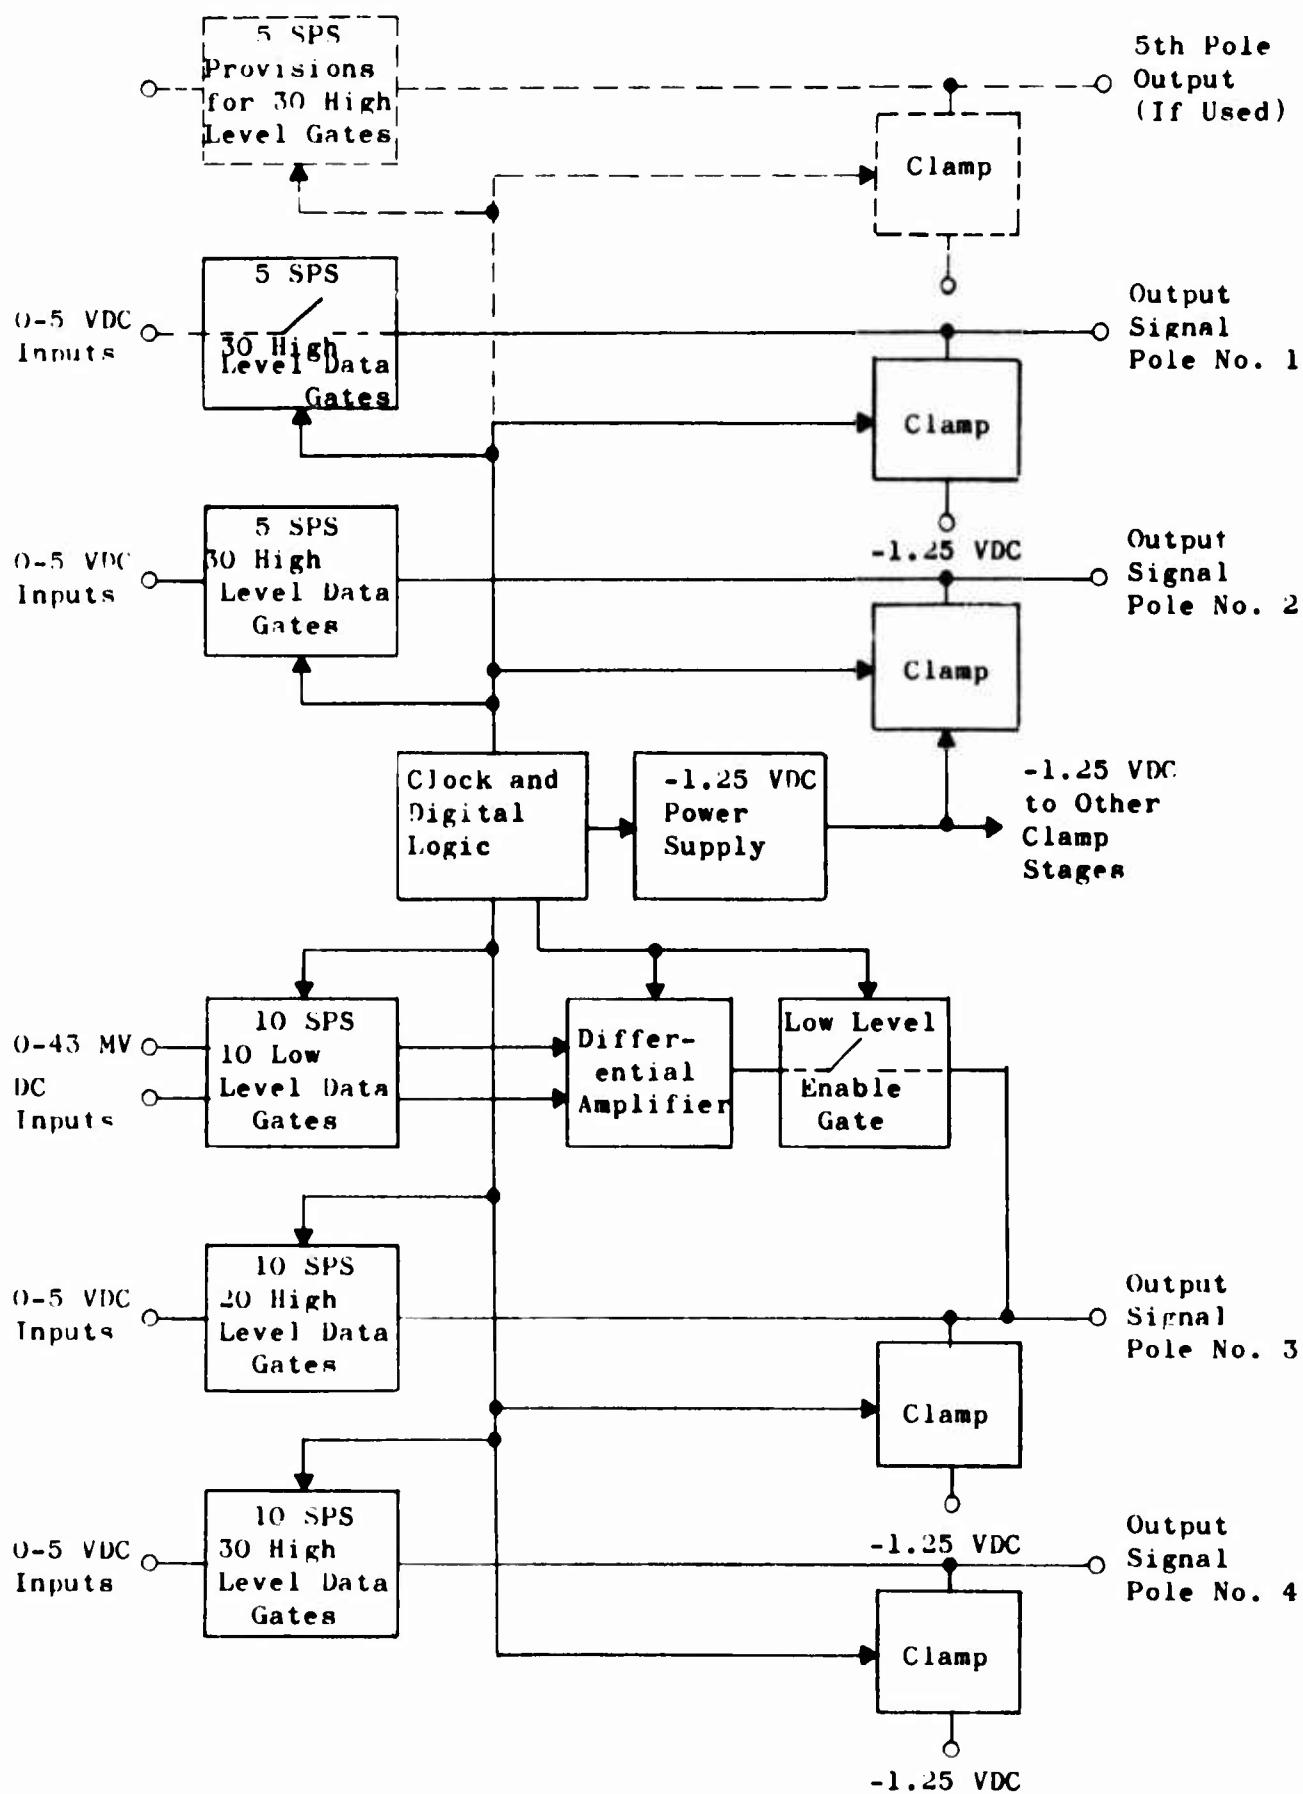 5 SPS
Provisions
for 30 High
Level Gates
5th Pole
Output
(If Used)
Clamp
0-5 VDC
Inputs
5 SPS
30 High
Level Data
Gates
Output
Signal
Pole No. 1
Clamp
-1.25 VDC
0-5 VDC
Inputs
5 SPS
30 High
Level Data
Gates
Output
Signal
Pole No. 2
Clamp
Clock and
Digital
Logic
-1.25 VDC
Power
Supply
-1.25 VDC
to Other
Clamp
Stages
0-43 MV
DC
Inputs
10 SPS
10 Low
Level Data
Gates
Differ-
ential
Amplifier
Low Level
Enable
Gate
0-5 VDC
Inputs
10 SPS
20 High
Level Data
Gates
Output
Signal
Pole No. 3
Clamp
-1.25 VDC
0-5 VDC
Inputs
10 SPS
30 High
Level Data
Gates
Output
Signal
Pole No. 4
Clamp
-1.25 VDC